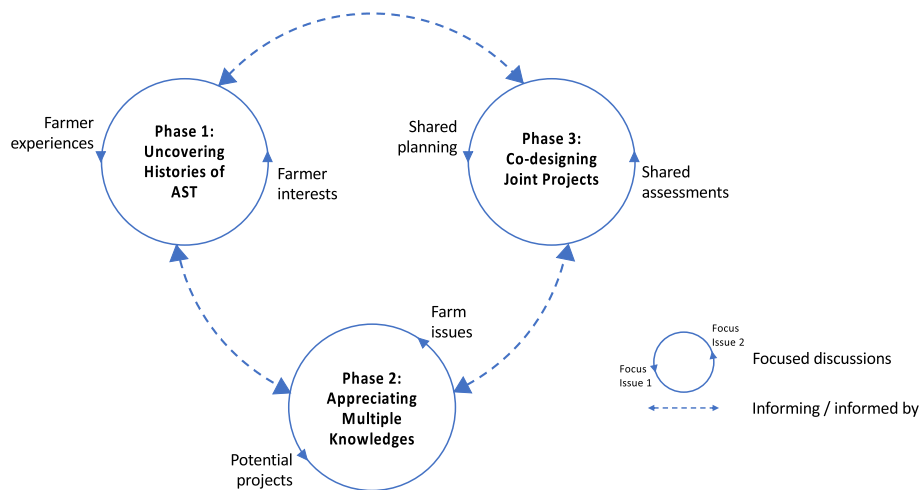 Farmer
experiences
Phase 1:
Uncovering
Histories of
AST
Farmer
interests
Shared
planning
Phase 3:
Co-designing
Joint Projects
Shared
assessments
Farm
issues
Phase 2:
Appreciating
Multiple
Knowledges
Potential
projects
Focus
Issue 2
Focus
Issue 1
Focused discussions
Informing / informed by